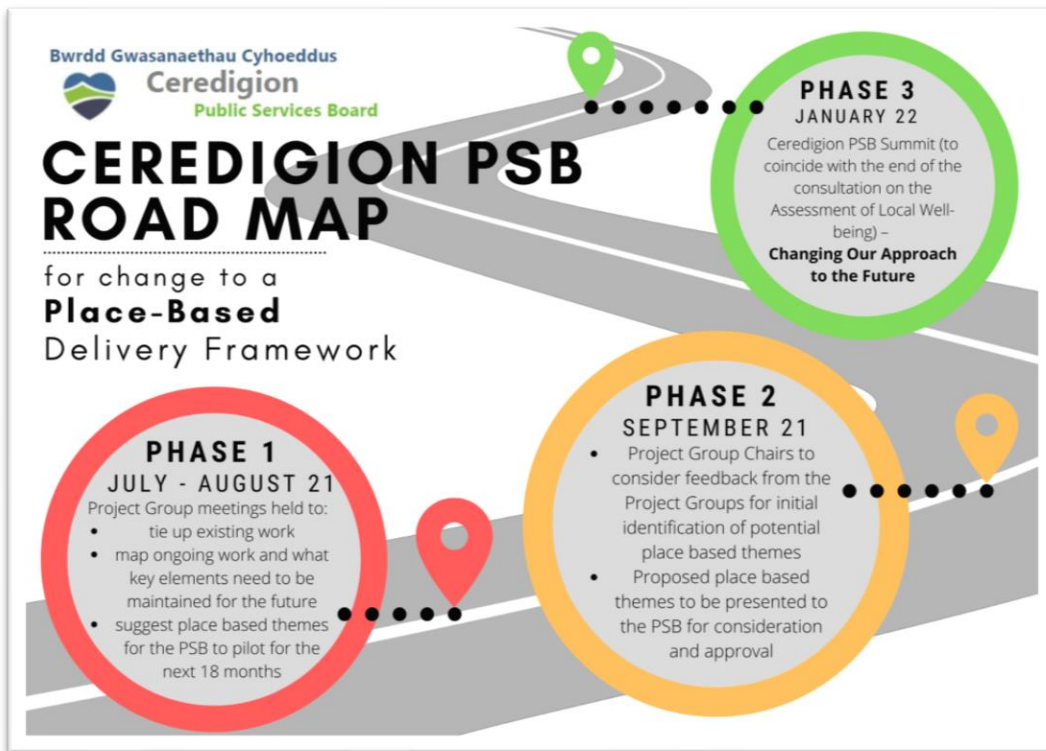 Bwrdd Gwasanaethau Cyhoeddus
Ceredigion
Public Services Board
CEREDIGION PSB
ROAD MAP
for change to a
Place-Based
Delivery Framework
PHASE 1
JULY - AUGUST 21
Project Group meetings held to:
• tie up existing work
• map ongoing work and what
key elements need to be
maintained for the future
• suggest place based themes
for the PSB to pilot for the
next 18 months
PHASE 2
SEPTEMBER 21
• Project Group Chairs to
consider feedback from the
Project Groups for initial
identification of potential
place based themes
• Proposed place based
themes to be presented to
the PSB for consideration
and approval
PHASE 3
JANUARY 22
Ceredigion PSB Summit (to
coincide with the end of the
consultation on the
Assessment of Local Well-
being) –
Changing Our Approach
to the Future